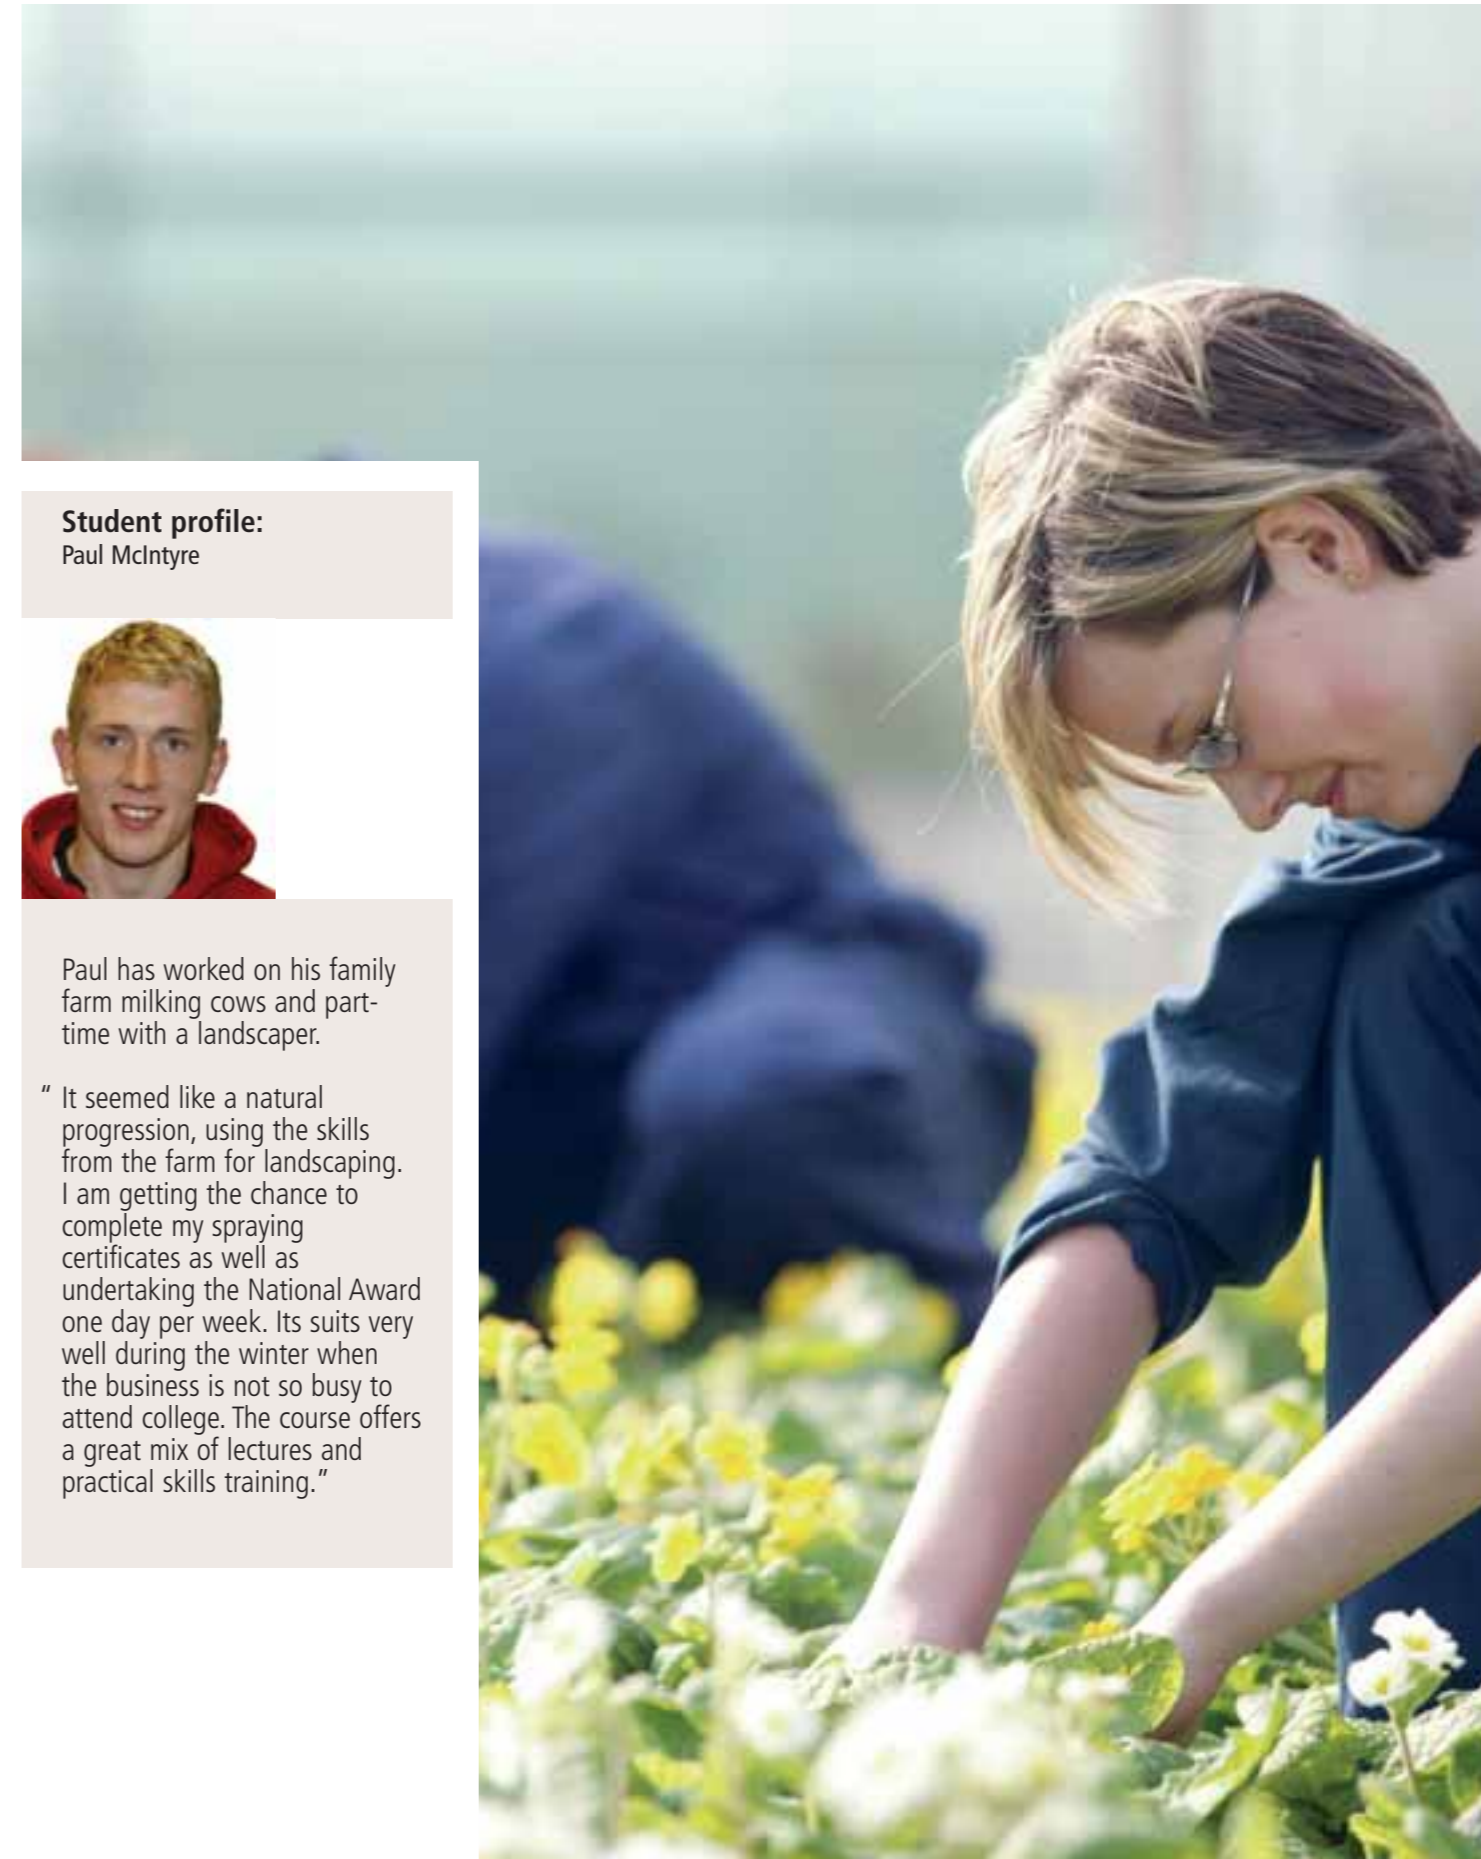 Student profile:
Paul McIntyre
Paul has worked on his family
farm milking cows and part-
time with a landscaper.
“ It seemed like a natural
progression, using the skills
from the farm for landscaping.
I am getting the chance to
complete my spraying
certificates as well as
undertaking the National Award
one day per week. Its suits very
well during the winter when
the business is not so busy to
attend college. The course offers
a great mix of lectures and
practical skills training.”